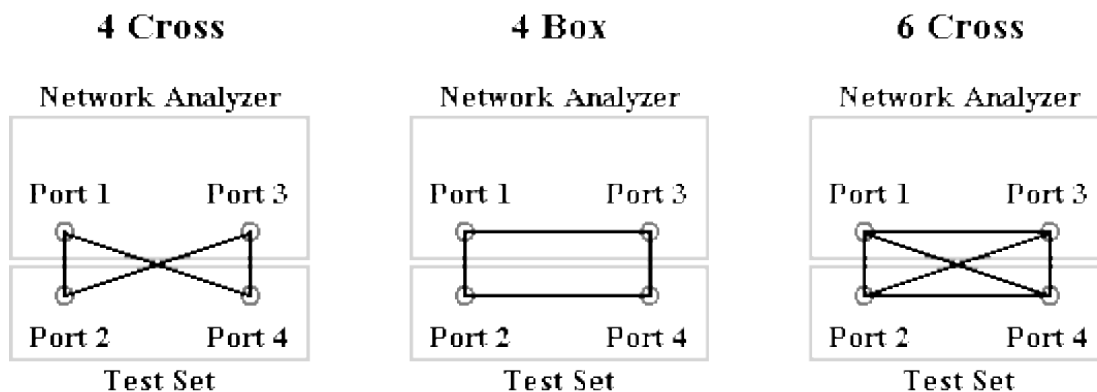 4 Cross
Network Analyzer
Port 1 Port 3
Port 2 Port 4
Test Set
4 Box
Network Analyzer
Port 1 Port 3
Port 2 Port 4
Test Set
6 Cross
Network Analyzer
Port 1 Port 3
Port 2 Port 4
Test Set